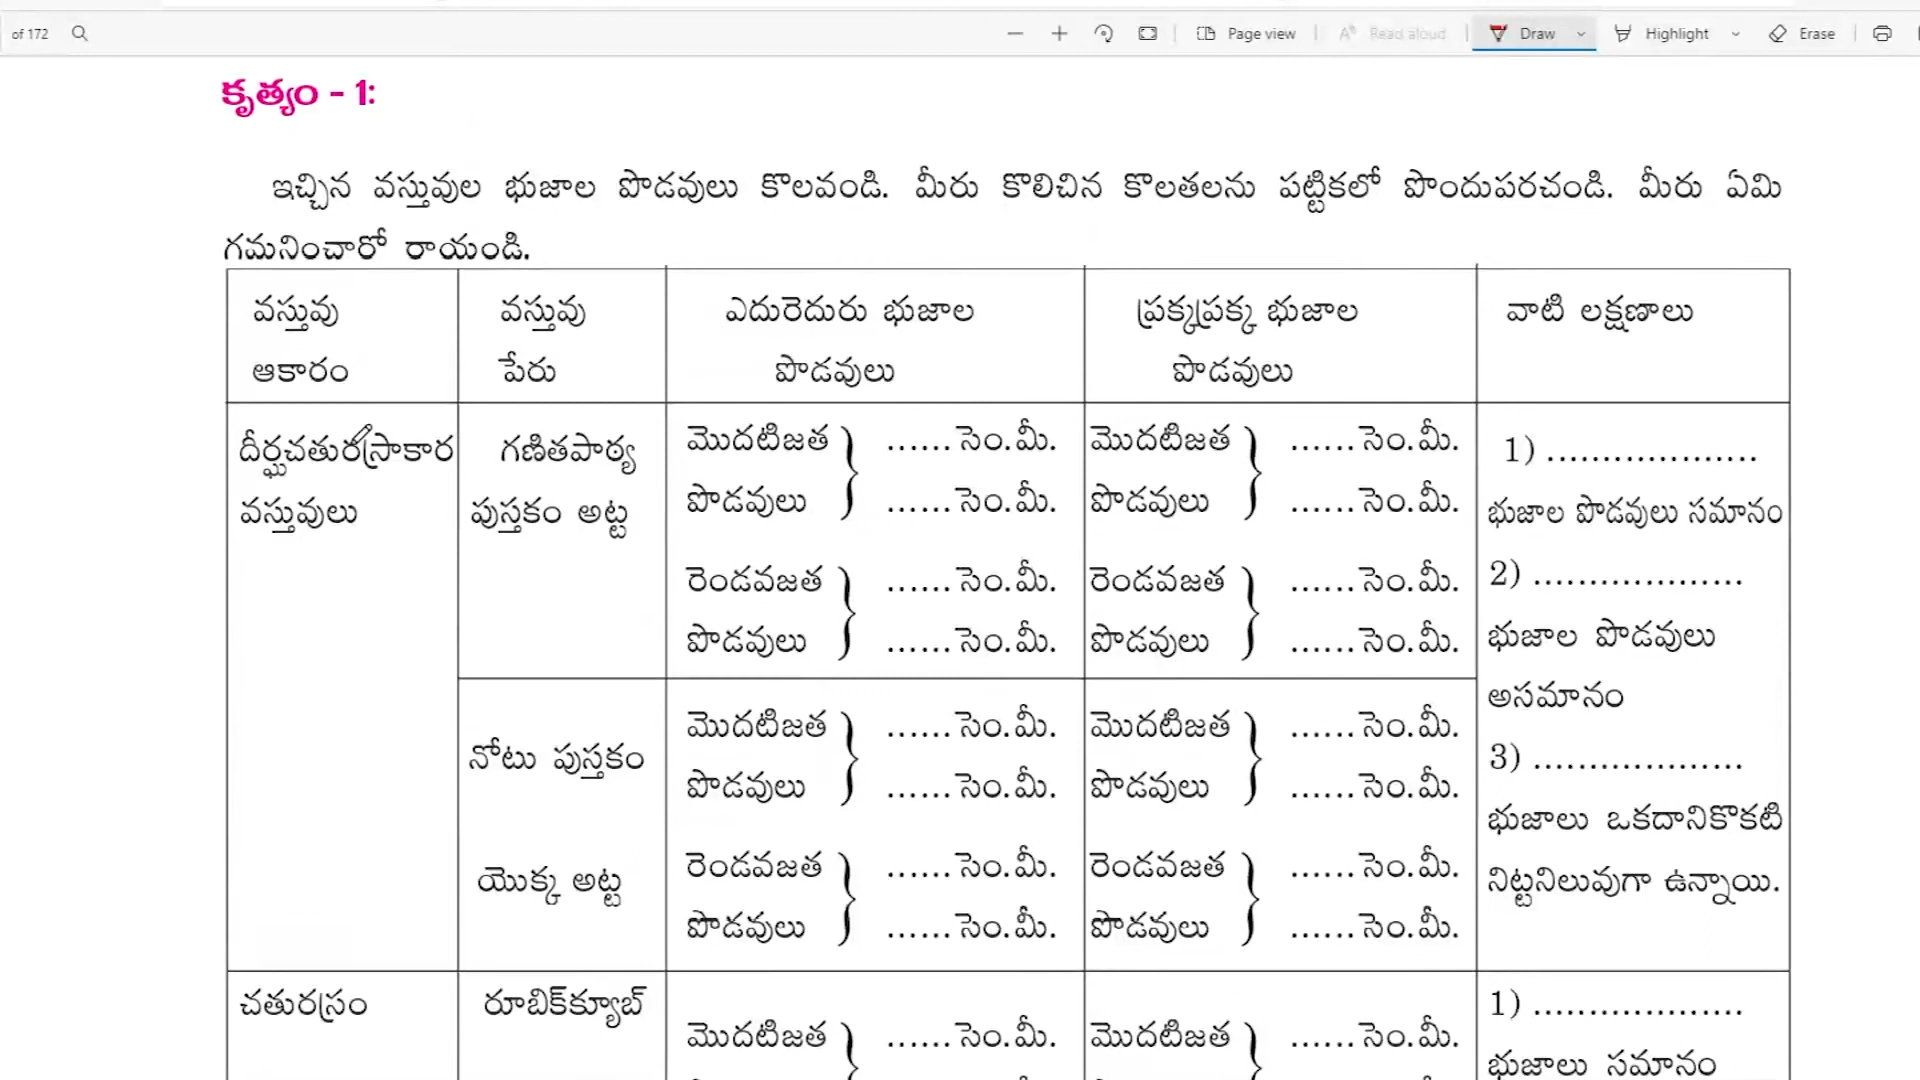 of 172
Page view
Read aloud
Draw
Highlight
Erase
కృత్యం - 1:
ఇచ్చిన వస్తువుల భుజాల పొడవులు కొలవండి. మీరు కొలిచిన కొలతలను పట్టికలో పొందుపరచండి. మీరు ఏమి
గమనించారో రాయండి.
వస్తువు
ఆకారం
వస్తువు
పేరు
ఎదురెదురు భుజాల
పొడవులు
ప్రక్కప్రక్క భుజాల
పొడవులు
వాటి లక్షణాలు
దీర్ఘచతురస్రాకార
వస్తువులు
గణితపాఠ్య
పుస్తకం అట్ట
మొదటిజత ......సెం.మీ.
పొడవులు ......సెం.మీ.
రెండవజత ......సెం.మీ.
పొడవులు ......సెం.మీ.
మొదటిజత ......సెం.మీ.
పొడవులు ......సెం.మీ.
రెండవజత ......సెం.మీ.
పొడవులు ......సెం.మీ.
1) ...................
భుజాల పొడవులు సమానం
2) ...................
భుజాల పొడవులు
అసమానం
3) ...................
భుజాలు ఒకదానికొకటి
నిట్టనిలువుగా ఉన్నాయి.
నోటు పుస్తకం
యొక్క అట్ట
మొదటిజత ......సెం.మీ.
పొడవులు ......సెం.మీ.
రెండవజత ......సెం.మీ.
పొడవులు ......సెం.మీ.
మొదటిజత ......సెం.మీ.
పొడవులు ......సెం.మీ.
రెండవజత ......సెం.మీ.
పొడవులు ......సెం.మీ.
చతురస్రం
రూబిక్‌క్యూబ్
మొదటిజత ......సెం.మీ.
మొదటిజత ......సెం.మీ.
1) ...................
భుజాలు సమానం